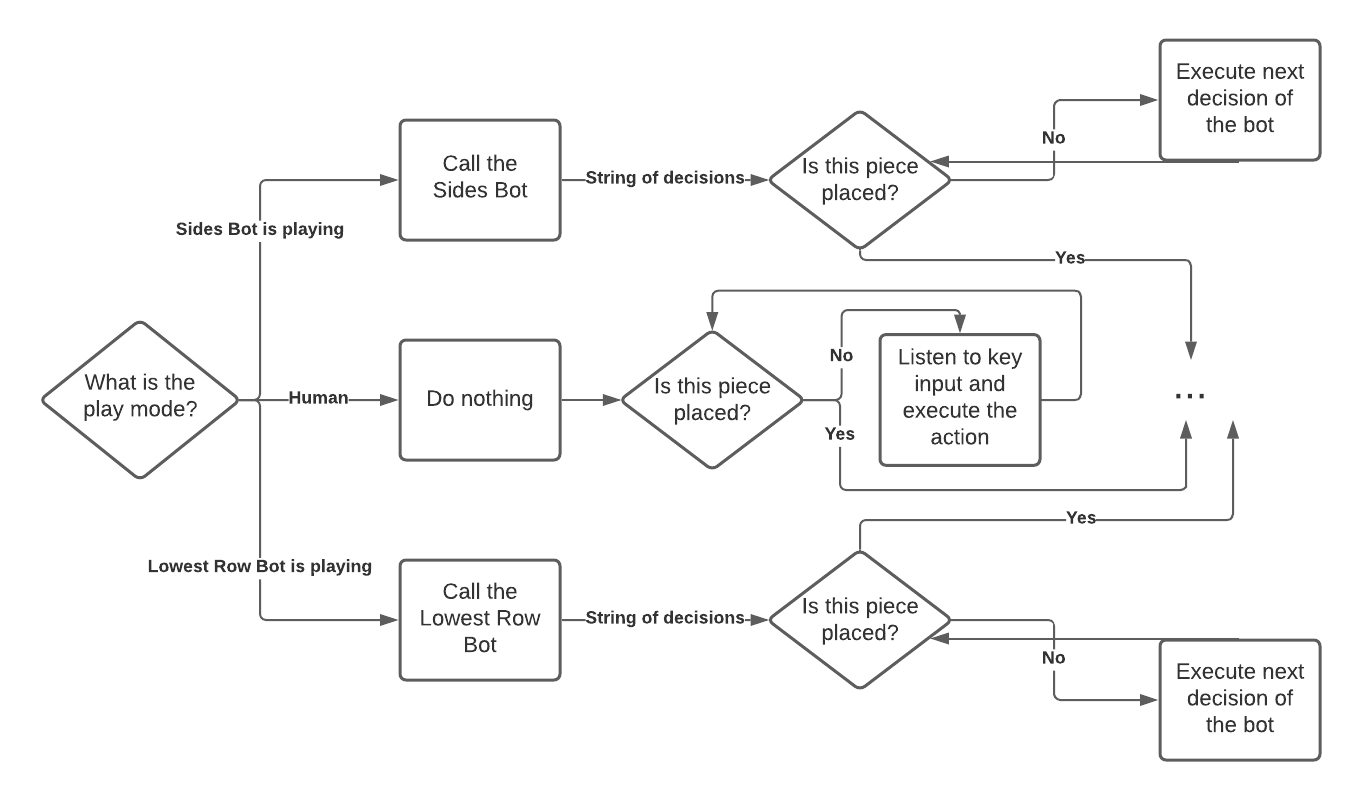 What is the
play mode?
Sides Bot is playing
Human
Lowest Row Bot is playing
Call the
Sides Bot
String of decisions
Is this piece
placed?
No
Execute next
decision of
the bot
Yes
Do nothing
Is this piece
placed?
No
Yes
Listen to key
input and
execute the
action
...
Call the
Lowest Row
Bot
String of decisions
Is this piece
placed?
Yes
No
Execute next
decision of
the bot